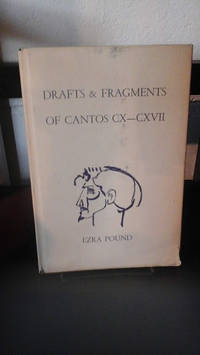 DRAFTS & FRAGMENTS
OF CANTOS CX—CXVII
EZRA POUND